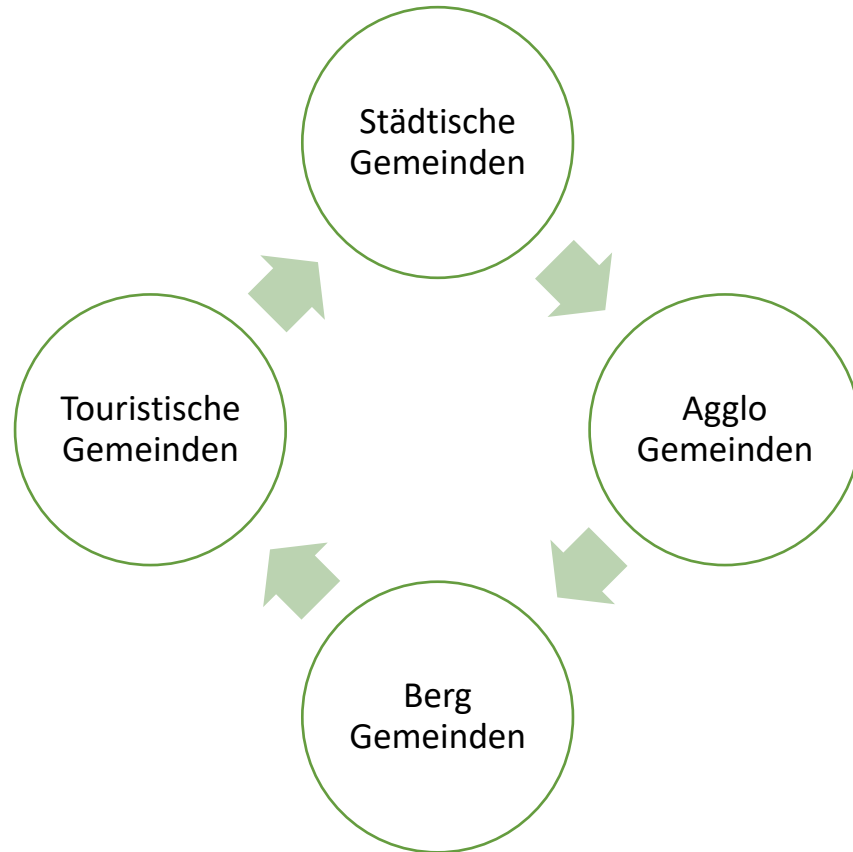 Städtische
Gemeinden
Touristische
Gemeinden
Agglo
Gemeinden
Berg
Gemeinden